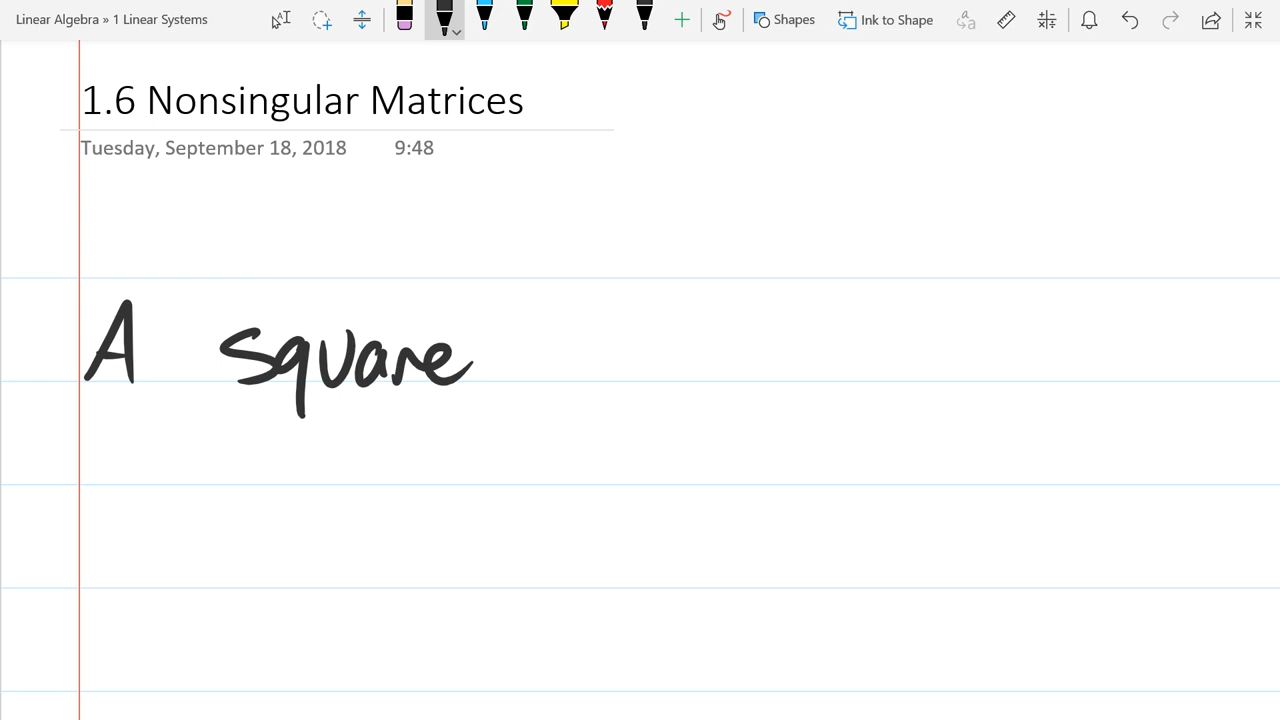 Linear Algebra » 1 Linear Systems
Shapes
Ink to Shape
1.6 Nonsingular Matrices
Tuesday, September 18, 2018 9:48
A square